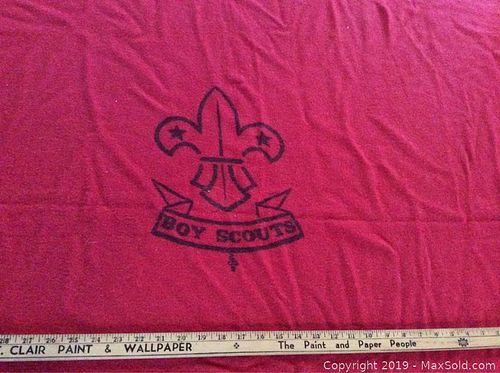 BOY SCOUTS
. CLAIR PAINT & WALLPAPER The Paint and Paper People
Copyright © 2019 - MaxSold.com